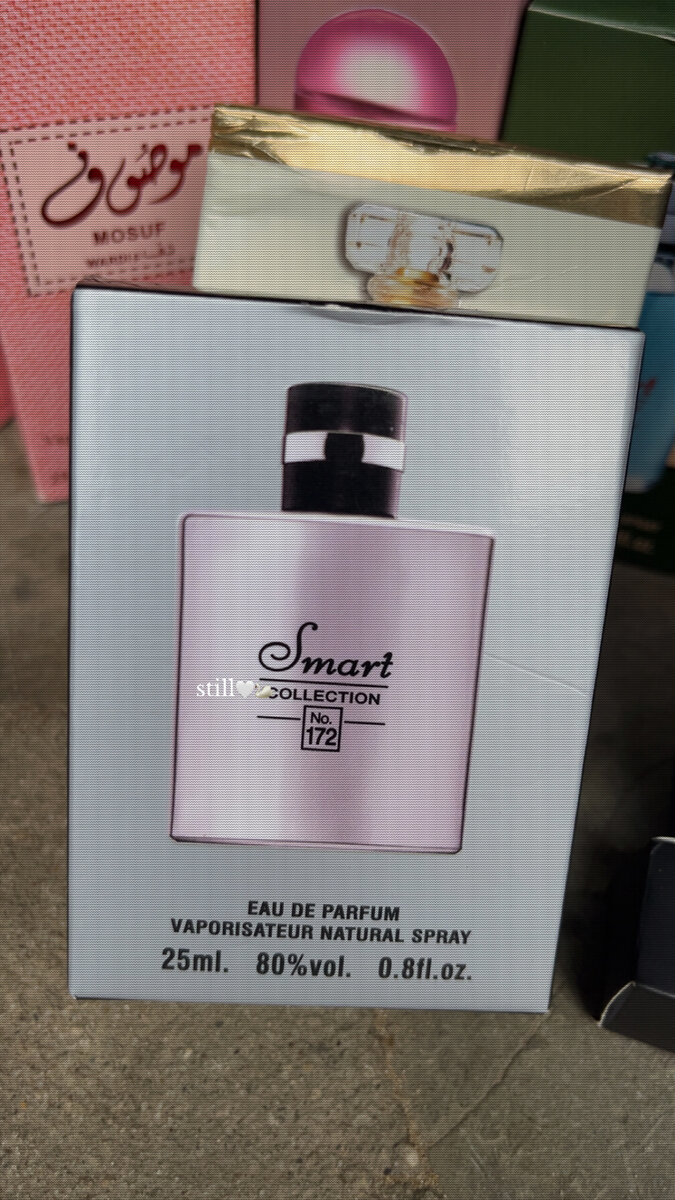 موصوف
MOSUF
WARDI
Smart
still🤍
COLLECTION
No.
172
EAU DE PARFUM
VAPORISATEUR NATURAL SPRAY
25ml. 80%vol. 0.8fl.oz.